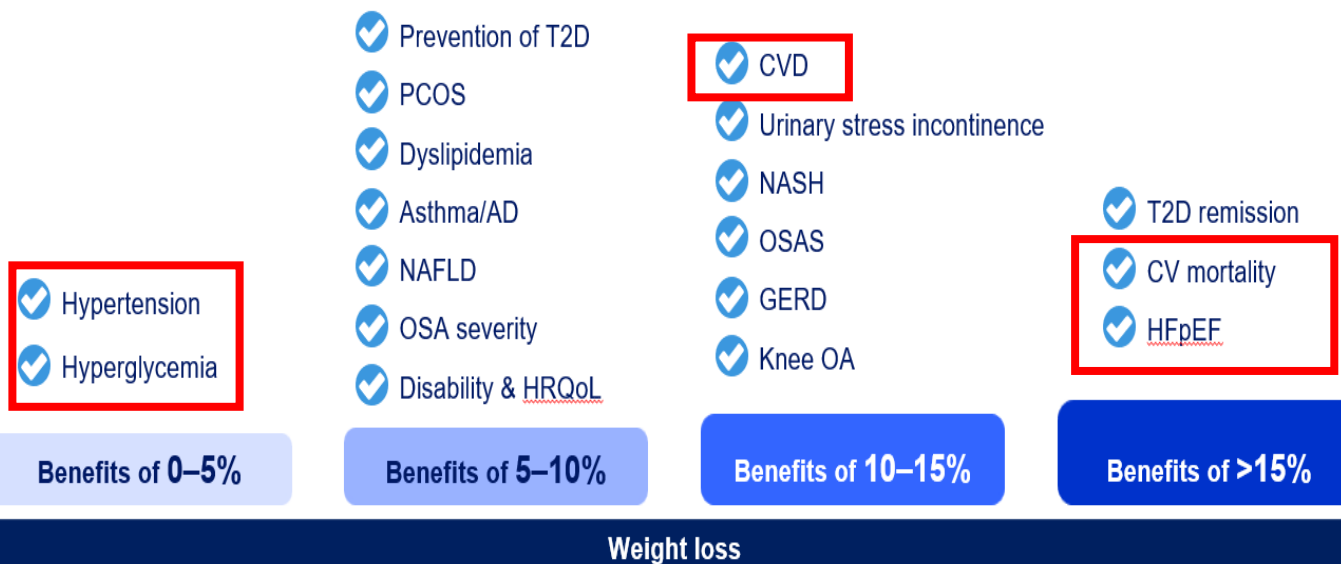 Hypertension
Hyperglycemia
Benefits of 0–5%
Prevention of T2D
PCOS
Dyslipidemia
Asthma/AD
NAFLD
OSA severity
Disability & HRQoL
Benefits of 5–10%
CVD
Urinary stress incontinence
NASH
OSAS
GERD
Knee OA
Benefits of 10–15%
T2D remission
CV mortality
HFpEF
Benefits of >15%
Weight loss